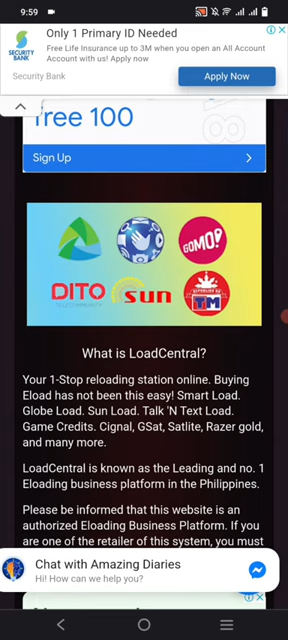 9:59
Only 1 Primary ID Needed
Free Life Insurance up to 3M when you open an All Account
Account with us! Apply now
SECURITY
BANK
Security Bank
Apply Now
free 100
Sign Up
GOMO!
DITO
TELECOMMUNITY
sun
TM
What is LoadCentral?
Your 1-Stop reloading station online. Buying
Eload has not been this easy! Smart Load.
Globe Load. Sun Load. Talk 'N Text Load.
Game Credits. Cignal, GSat, Satlite, Razer gold,
and many more.
LoadCentral is known as the Leading and no. 1
Eloading business platform in the Philippines.
Please be informed that this website is an
authorized Eloading Business Platform. If you
are one of the retailer of this system, you must
Chat with Amazing Diaries
Hi! How can we help you?